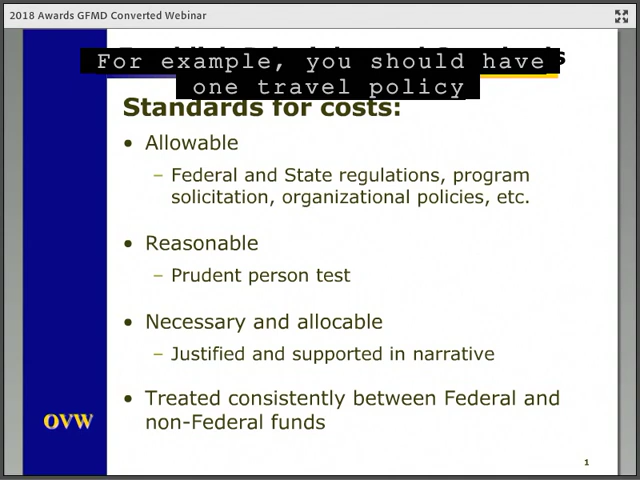 2018 Awards GFMD Converted Webinar
For example, you should have
one travel policy
Standards for costs:
• Allowable
– Federal and State regulations, program
solicitation, organizational policies, etc.
• Reasonable
– Prudent person test
• Necessary and allocable
– Justified and supported in narrative
• Treated consistently between Federal and
non-Federal funds
OVW
1